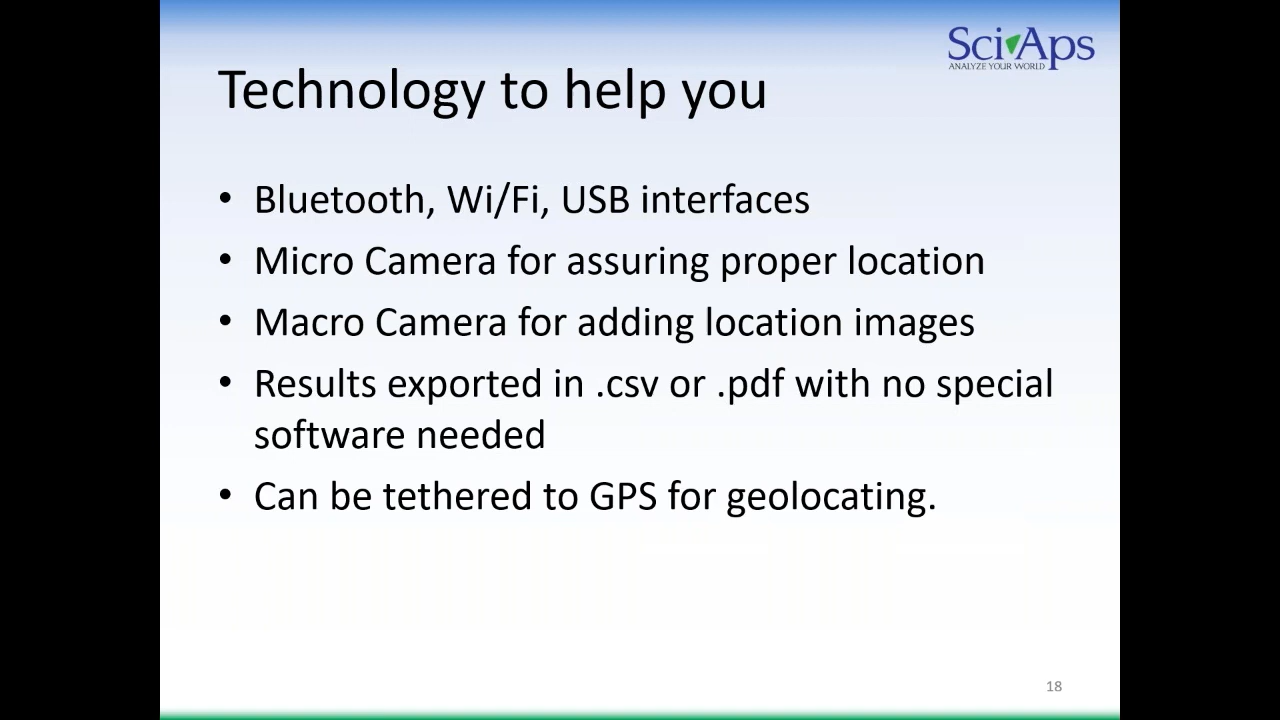 SciAps
ANALYZE YOUR WORLD
Technology to help you
• Bluetooth, Wi/Fi, USB interfaces
• Micro Camera for assuring proper location
• Macro Camera for adding location images
• Results exported in .csv or .pdf with no special
software needed
• Can be tethered to GPS for geolocating.
18